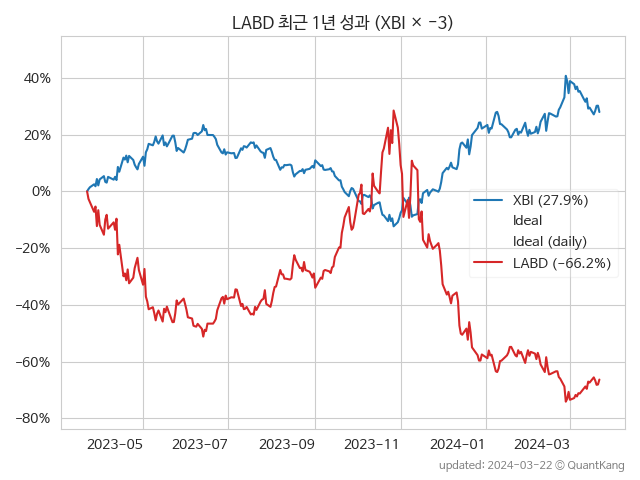 LABD 최근 1년 성과 (XBI × −3)
40%
20%
0%
−20%
−40%
−60%
−80%
XBI (27.9%)
Ideal
Ideal (daily)
LABD (−66.2%)
2023-05
2023-07
2023-09
2023-11
2024-01
2024-03
updated: 2024-03-22 © QuantKang